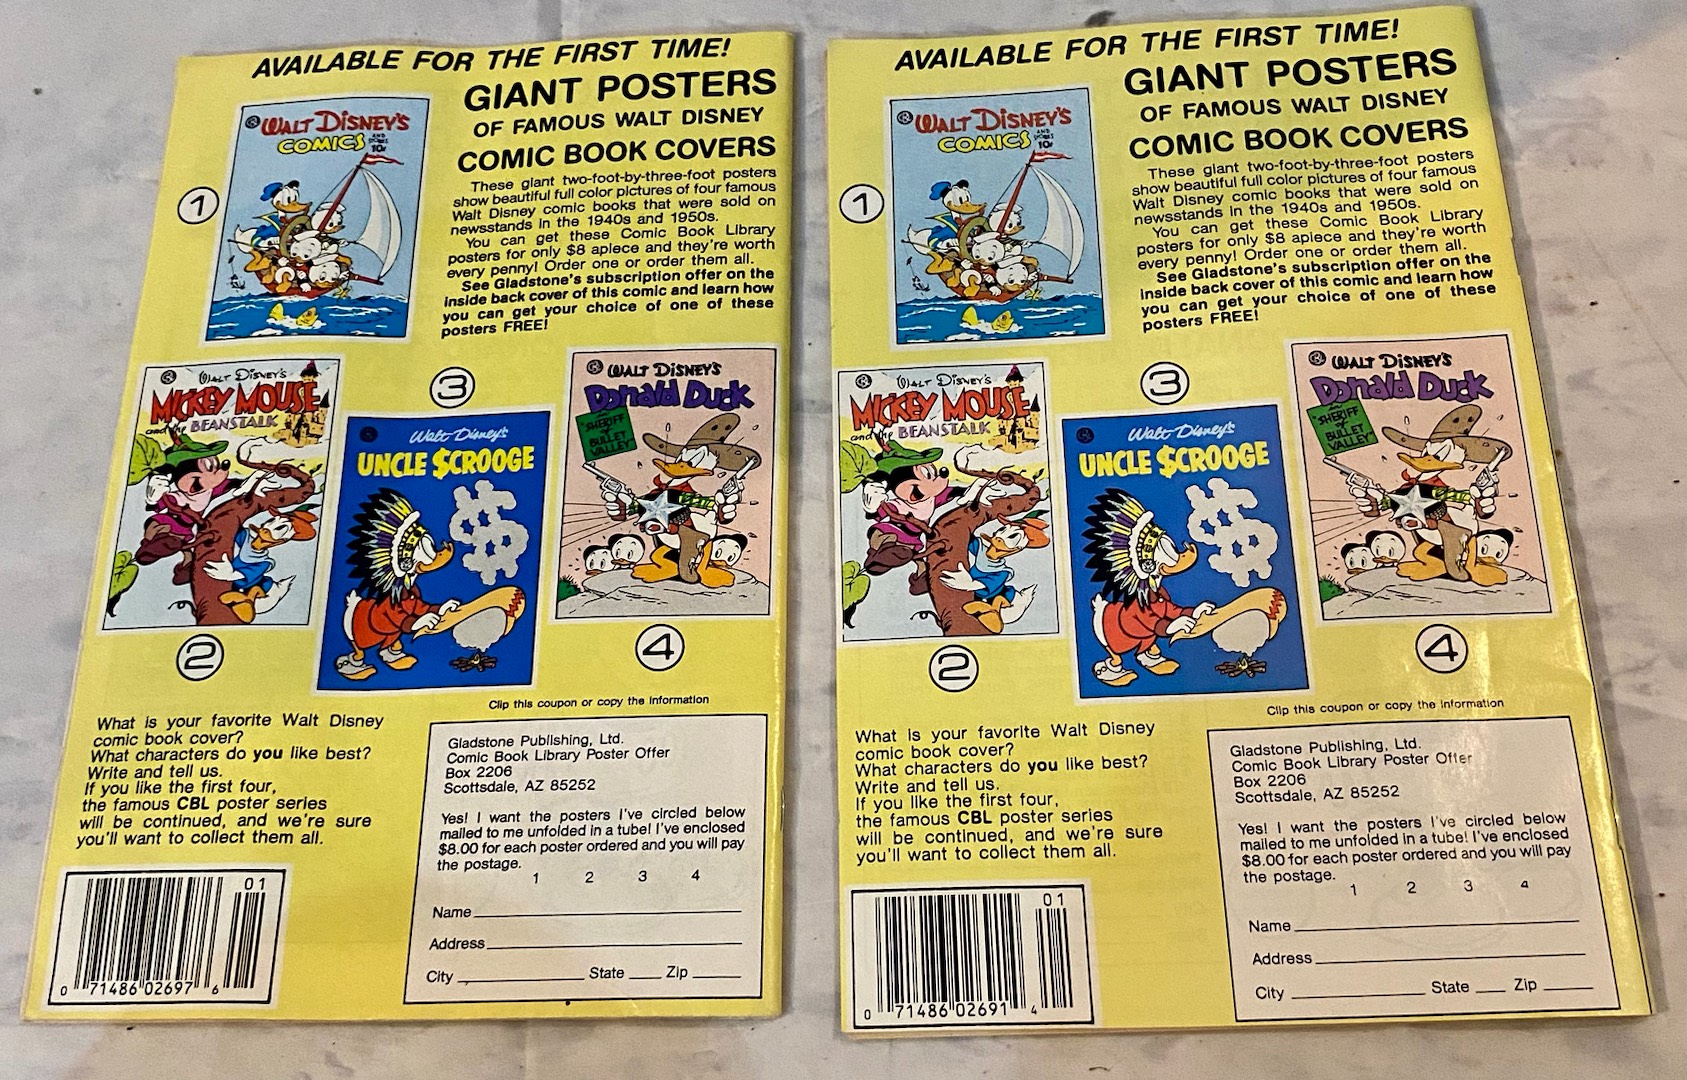 AVAILABLE FOR THE FIRST TIME!
GIANT POSTERS
OF FAMOUS WALT DISNEY
COMIC BOOK COVERS
These giant two-foot-by-three-foot posters
show beautiful full color pictures of four famous
Walt Disney comic books that were sold on
newsstands in the 1940s and 1950s.
You can get these Comic Book Library
posters for only $8 apiece and they're worth
every penny! Order one or order them all.
See Gladstone's subscription offer on the
inside back cover of this comic and learn how
you can get your choice of one of these
posters FREE!
WALT DISNEY'S
COMICS AND STORIES
10¢
1
WALT DISNEY'S
MICKEY MOUSE
and the BEANSTALK
2
3
Walt Disney's
UNCLE $CROOGE
WALT DISNEY'S
Donald Duck
in
"SHERIFF
of
BULLET
VALLEY"
4
What is your favorite Walt Disney
comic book cover?
What characters do you like best?
Write and tell us.
If you like the first four,
the famous CBL poster series
will be continued, and we're sure
you'll want to collect them all.
Clip this coupon or copy the information
Gladstone Publishing, Ltd.
Comic Book Library Poster Offer
Box 2206
Scottsdale, AZ 85252
Yes! I want the posters I've circled below
mailed to me unfolded in a tube! I've enclosed
$8.00 for each poster ordered and you will pay
the postage.
1 2 3 4
Name
Address
City State Zip
01
0 71486 02697 6
AVAILABLE FOR THE FIRST TIME!
GIANT POSTERS
OF FAMOUS WALT DISNEY
COMIC BOOK COVERS
These giant two-foot-by-three-foot posters
show beautiful full color pictures of four famous
Walt Disney comic books that were sold on
newsstands in the 1940s and 1950s.
You can get these Comic Book Library
posters for only $8 apiece and they're worth
every penny! Order one or order them all.
See Gladstone's subscription offer on the
inside back cover of this comic and learn how
you can get your choice of one of these
posters FREE!
WALT DISNEY'S
COMICS AND STORIES
10¢
1
WALT DISNEY'S
MICKEY MOUSE
and the BEANSTALK
2
3
Walt Disney's
UNCLE $CROOGE
WALT DISNEY'S
Donald Duck
in
"SHERIFF
of
BULLET
VALLEY"
4
What is your favorite Walt Disney
comic book cover?
What characters do you like best?
Write and tell us.
If you like the first four,
the famous CBL poster series
will be continued, and we're sure
you'll want to collect them all.
Clip this coupon or copy the information
Gladstone Publishing, Ltd.
Comic Book Library Poster Offer
Box 2206
Scottsdale, AZ 85252
Yes! I want the posters I've circled below
mailed to me unfolded in a tube! I've enclosed
$8.00 for each poster ordered and you will pay
the postage.
1 2 3 4
Name
Address
City State Zip
01
0 71486 02691 4